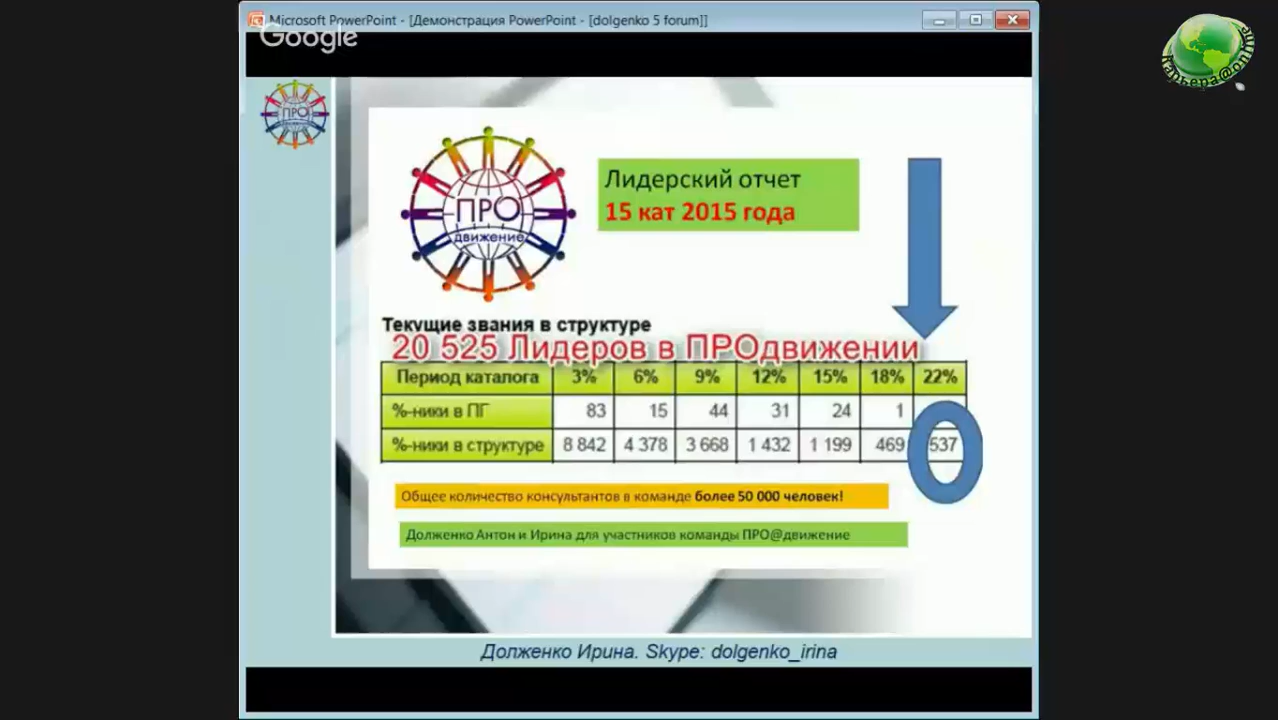 Microsoft PowerPoint - [Демонстрация PowerPoint - [dolgenko 5 forum]]
Google
Карьера@online
ПРО
ПРО
движение
Лидерский отчет
15 кат 2015 года
Текущие звания в структуре
20 525 Лидеров в ПРОдвижении
Период каталога 3% 6% 9% 12% 15% 18% 22%
%-ники в ПГ 83 15 44 31 24 1
%-ники в структуре 8 842 4 378 3 668 1 432 1 199 469 537
Общее количество консультантов в команде более 50 000 человек!
Долженко Антон и Ирина для участников команды ПРО@движение
Долженко Ирина. Skype: dolgenko_irina